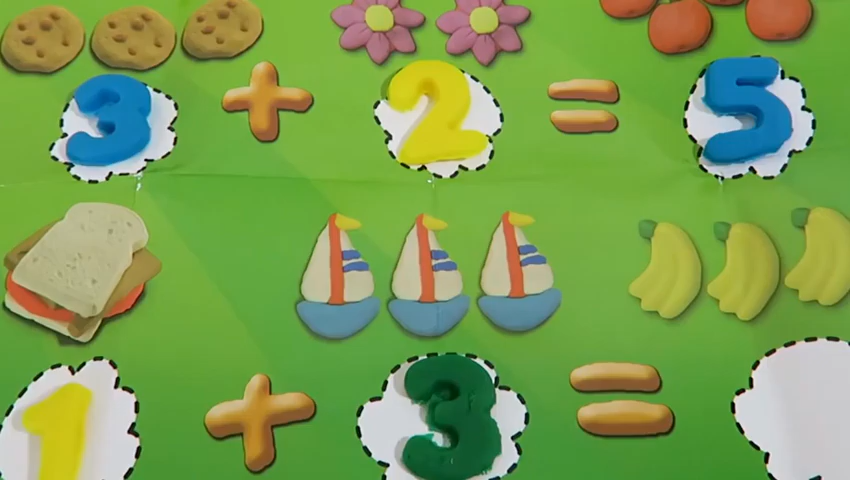 3 + 2 = 5
1 + 3 =